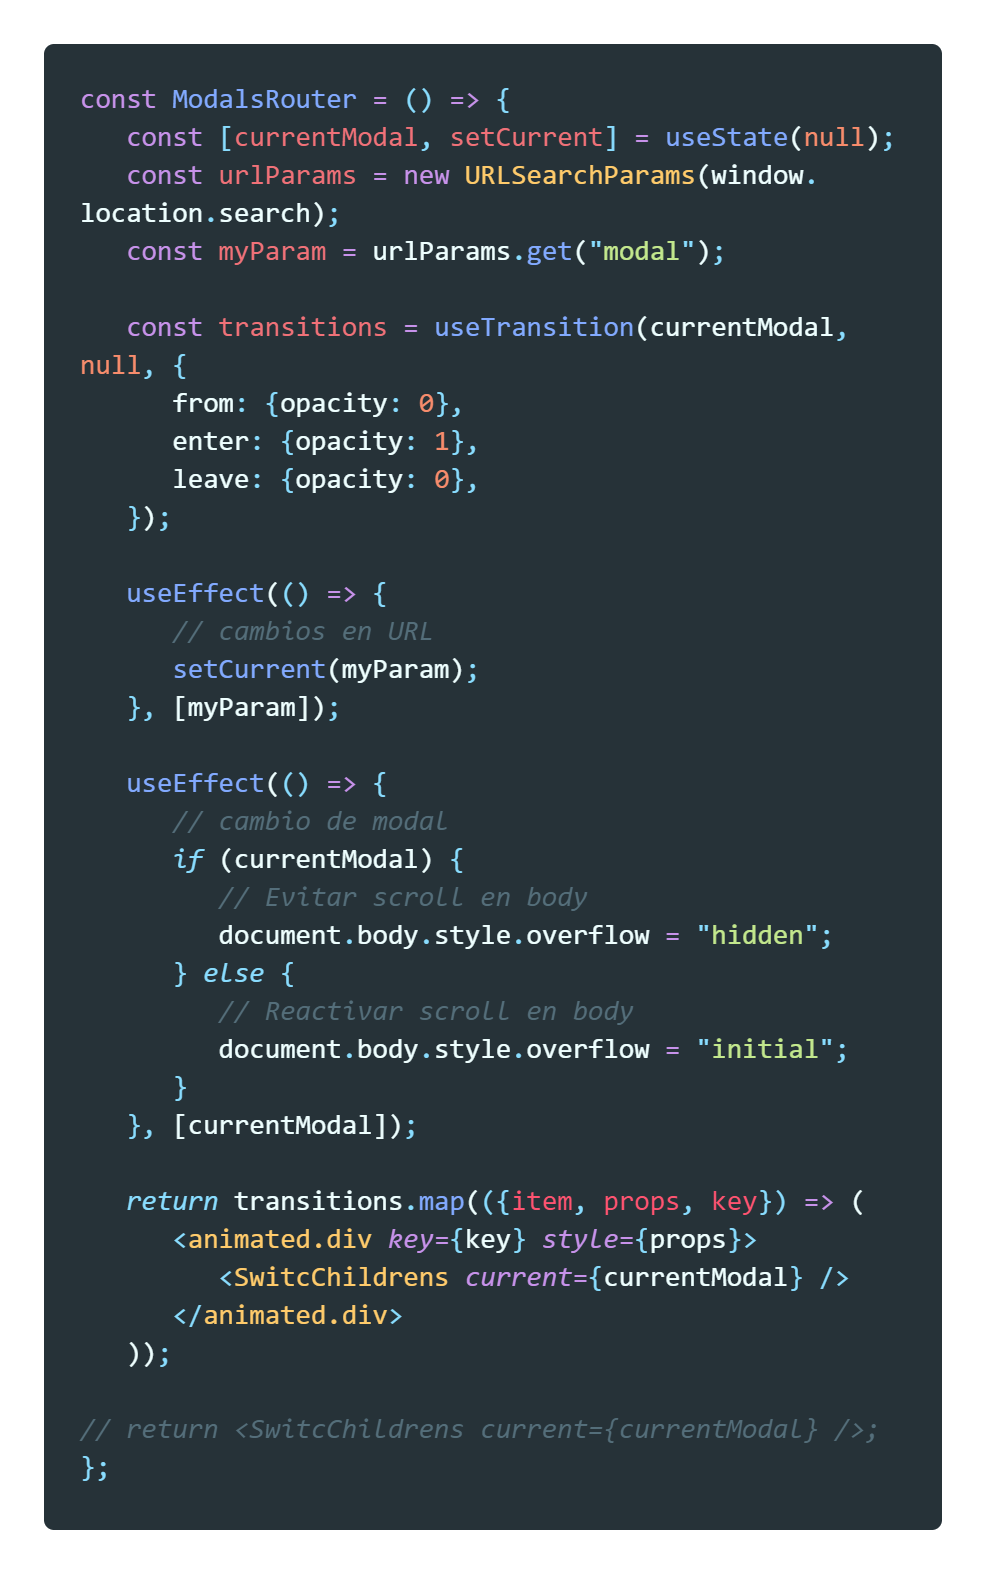 const ModalsRouter = () => {
   const [currentModal, setCurrent] = useState(null);
   const urlParams = new URLSearchParams(window.
location.search);
   const myParam = urlParams.get("modal");

   const transitions = useTransition(currentModal,
null, {
      from: {opacity: 0},
      enter: {opacity: 1},
      leave: {opacity: 0},
   });

   useEffect(() => {
      // cambios en URL
      setCurrent(myParam);
   }, [myParam]);

   useEffect(() => {
      // cambio de modal
      if (currentModal) {
         // Evitar scroll en body
         document.body.style.overflow = "hidden";
      } else {
         // Reactivar scroll en body
         document.body.style.overflow = "initial";
      }
   }, [currentModal]);

   return transitions.map(({item, props, key}) => (
      <animated.div key={key} style={props}>
         <SwitcChildrens current={currentModal} />
      </animated.div>
   ));

// return <SwitcChildrens current={currentModal} />;
};